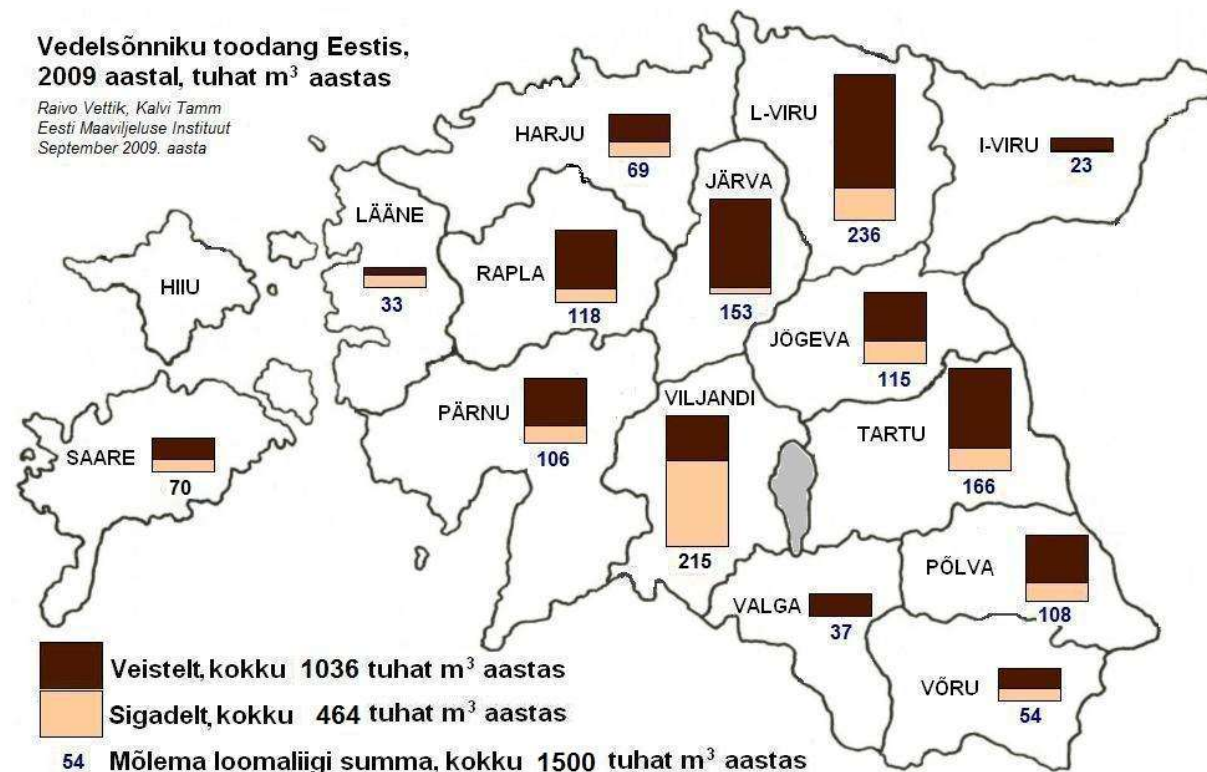 Vedelsõnniku toodang Eestis,
2009 aastal, tuhat m³ aastas
Raivo Vettik, Kalvi Tamm
Eesti Maaviljeluse Instituut
September 2009. aasta
HARJU
69
L-VIRU
236
I-VIRU
23
JÄRVA
153
LÄÄNE
33
RAPLA
118
HIIU
JÕGEVA
115
PÄRNU
106
VILJANDI
215
TARTU
166
SAARE
70
PÕLVA
108
VALGA
37
VÕRU
54
Veistelt, kokku 1036 tuhat m³ aastas
Sigadelt, kokku 464 tuhat m³ aastas
54 Mõlema loomaliigi summa, kokku 1500 tuhat m³ aastas